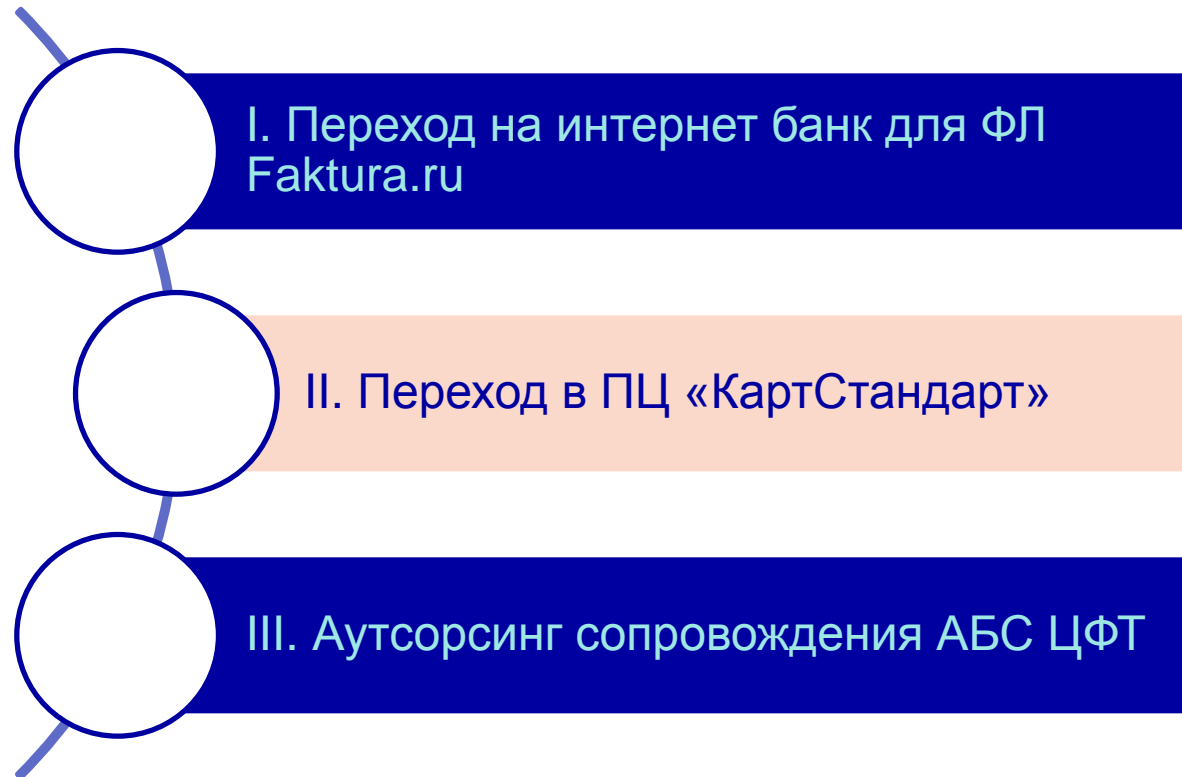 I. Переход на интернет банк для ФЛ
Faktura.ru
II. Переход в ПЦ «КартСтандарт»
III. Аутсорсинг сопровождения АБС ЦФТ